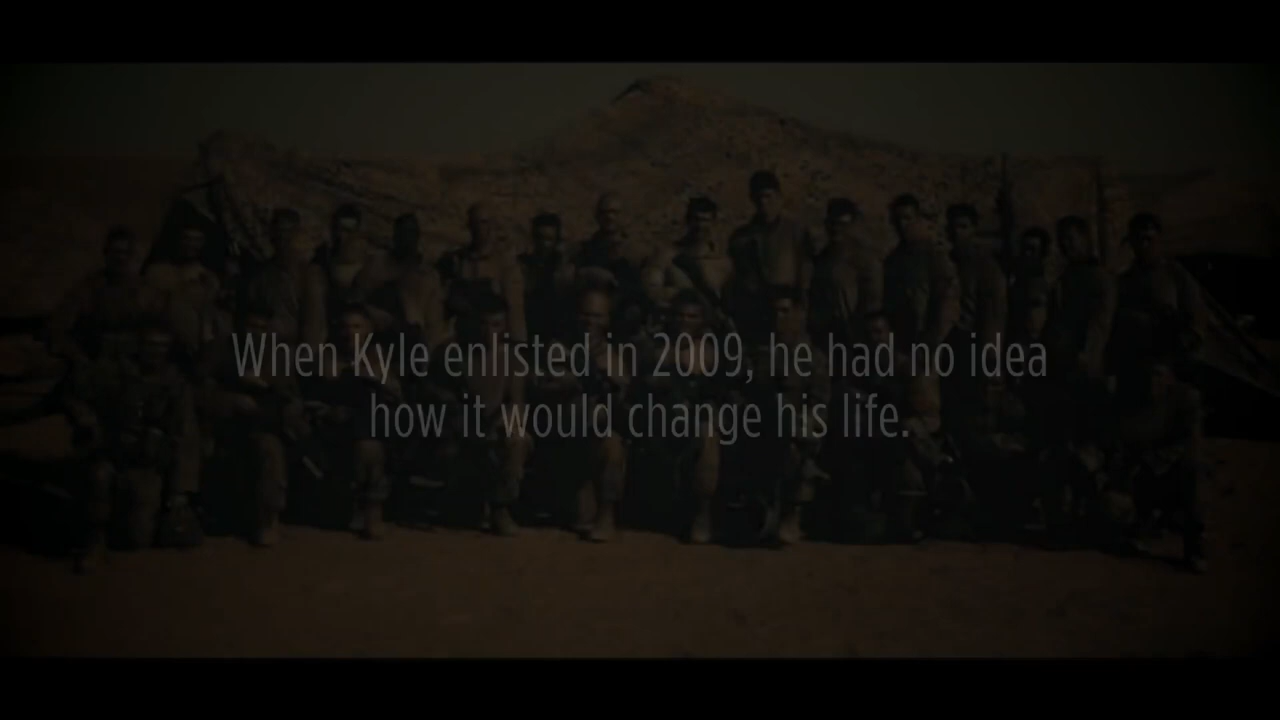 When Kyle enlisted in 2009, he had no idea
how it would change his life.